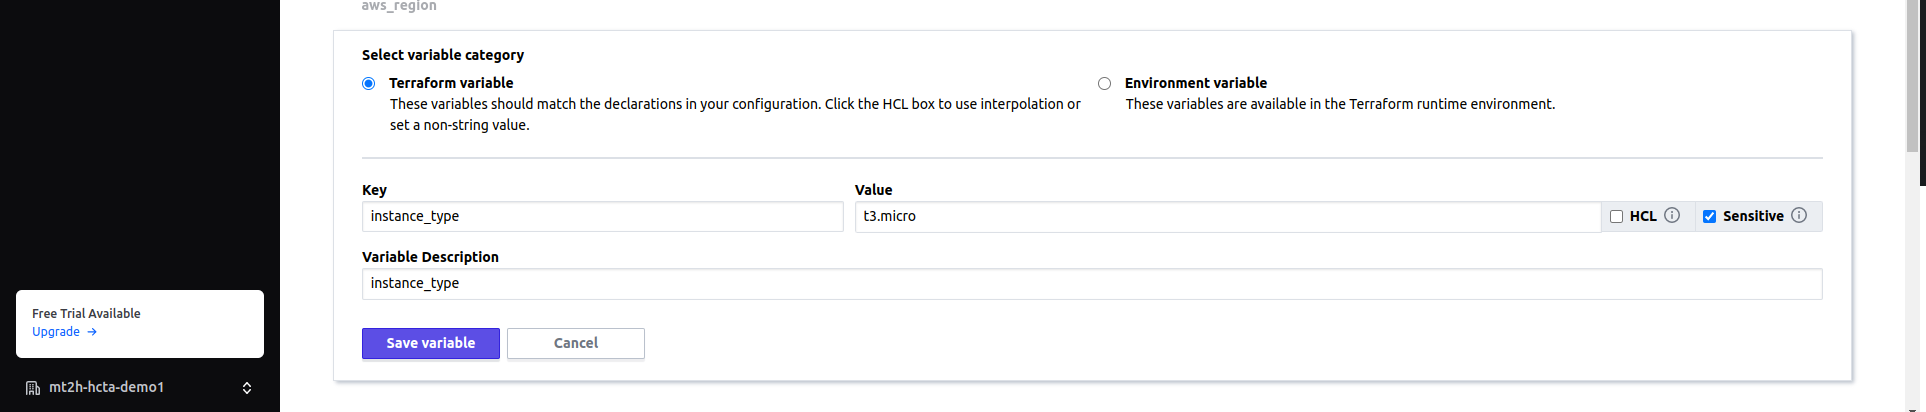 aws_region
Select variable category
Terraform variable
These variables should match the declarations in your configuration. Click the HCL box to use interpolation or
set a non-string value.
Environment variable
These variables are available in the Terraform runtime environment.
Key
instance_type
Value
t3.micro
HCL
Sensitive
Variable Description
instance_type
Save variable
Cancel
Free Trial Available
Upgrade →
mt2h-hcta-demo1